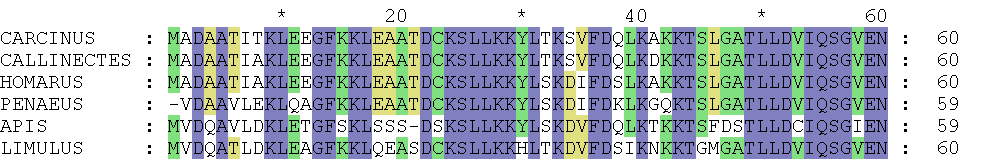 * 20 * 40 * 60
CARCINUS : MADAATITKLEEGFKKLEAATDCKSLLKKYLTKSVFDQLKAKKTSLGATLLDVIQSGVEN : 60
CALLINECTES : MADAATIAKLEEGFKKLEAATDCKSLLKKYLTKSVFDQLKDKKTSLGATLLDVIQSGVEN : 60
HOMARUS : MADAATIAKLEEGFKKLEAATDCKSLLKKYLSKDIFDSLKAKKTSLGATLLDVIQSGVEN : 60
PENAEUS : -VDAAVLEKLQAGFKKLEAATDCKSLLKKYLSKDIFDKLKGQKTSLGATLLDVIQSGVEN : 59
APIS : MVDQAVLDKLETGFSKLSSS-DSKSLLKKYLSKDVFDQLKTKKTSFDSTLLDCIQSGIEN : 59
LIMULUS : MVDQATLDKLEAGFKKLQEASDCKSLLKKHLTKDVFDSIKNKKTGMGATLLDVIQSGVEN : 60